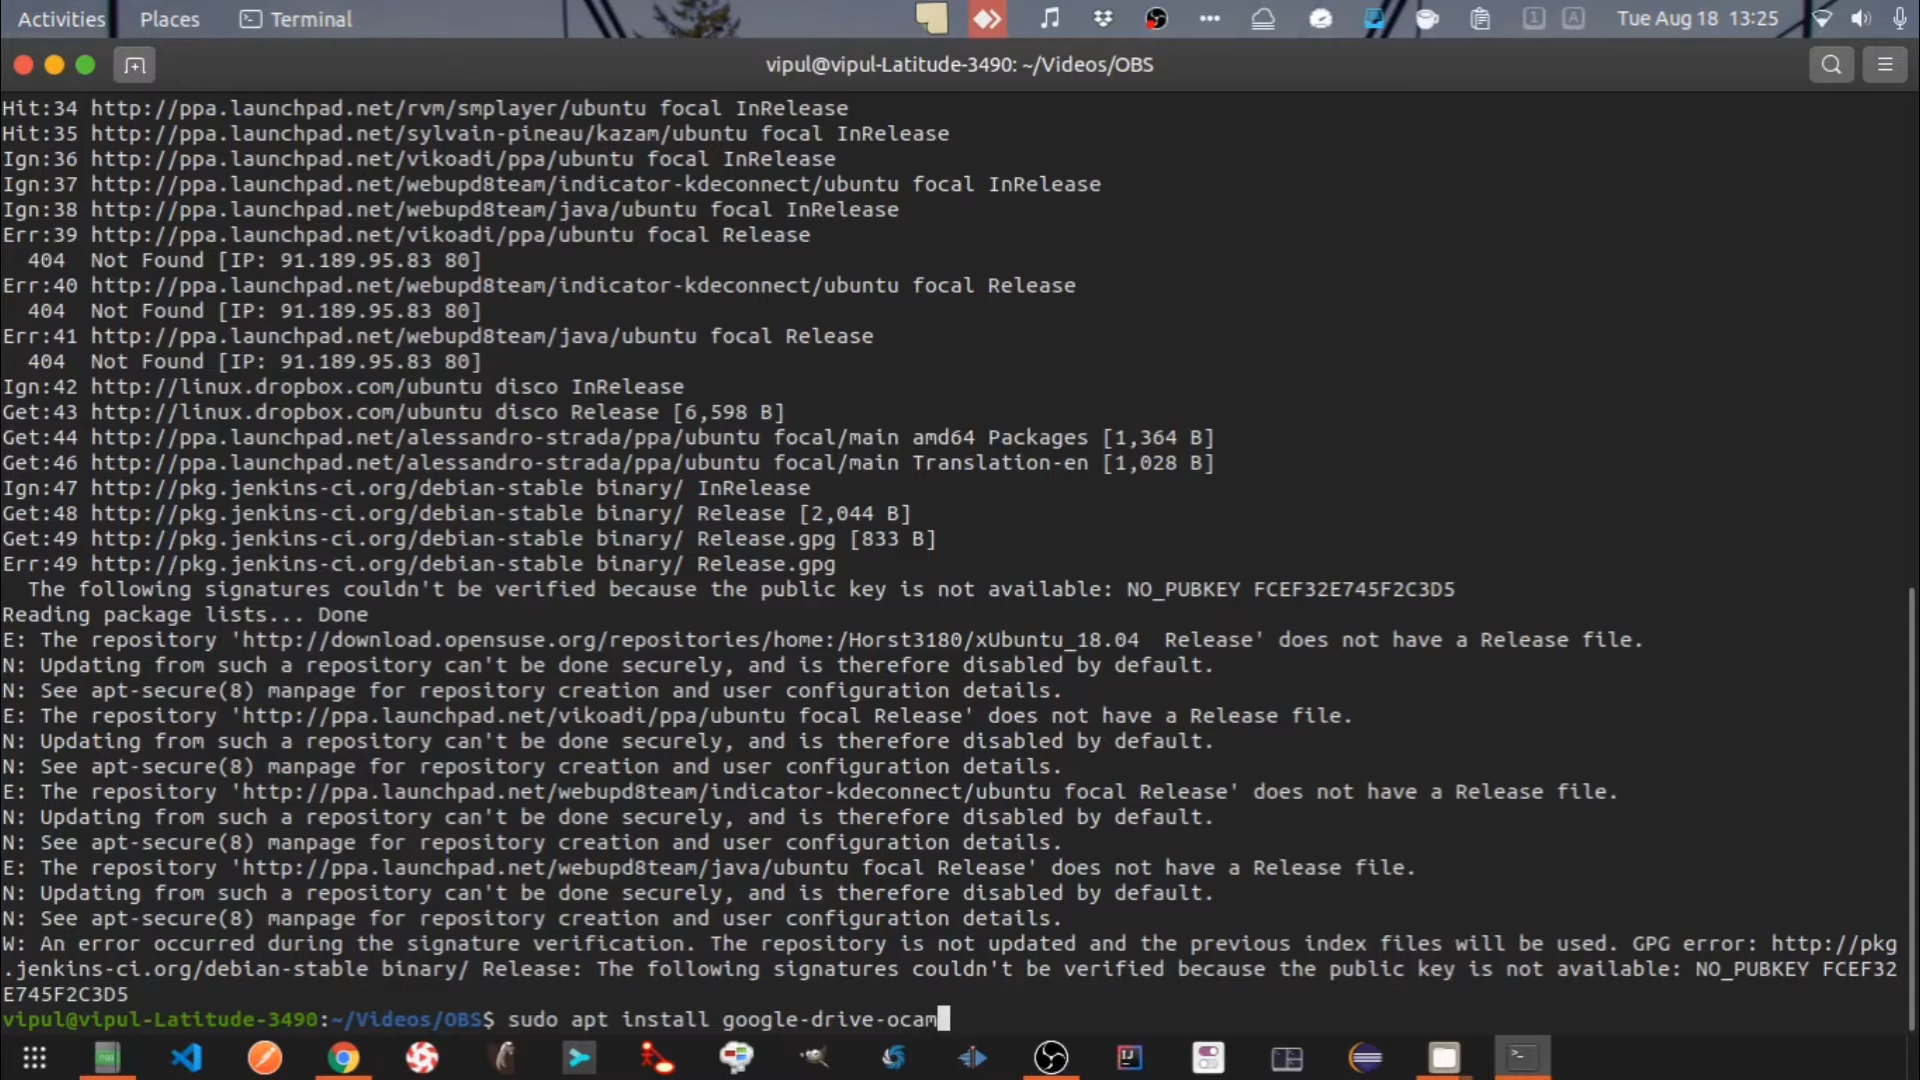 Activities Places Terminal Tue Aug 18 13:25
vipul@vipul-Latitude-3490: ~/Videos/OBS
Hit:34 http://ppa.launchpad.net/rvm/smplayer/ubuntu focal InRelease
Hit:35 http://ppa.launchpad.net/sylvain-pineau/kazam/ubuntu focal InRelease
Ign:36 http://ppa.launchpad.net/vikoadi/ppa/ubuntu focal InRelease
Ign:37 http://ppa.launchpad.net/webupd8team/indicator-kdeconnect/ubuntu focal InRelease
Ign:38 http://ppa.launchpad.net/webupd8team/java/ubuntu focal InRelease
Err:39 http://ppa.launchpad.net/vikoadi/ppa/ubuntu focal Release
  404  Not Found [IP: 91.189.95.83 80]
Err:40 http://ppa.launchpad.net/webupd8team/indicator-kdeconnect/ubuntu focal Release
  404  Not Found [IP: 91.189.95.83 80]
Err:41 http://ppa.launchpad.net/webupd8team/java/ubuntu focal Release
  404  Not Found [IP: 91.189.95.83 80]
Ign:42 http://linux.dropbox.com/ubuntu disco InRelease
Get:43 http://linux.dropbox.com/ubuntu disco Release [6,598 B]
Get:44 http://ppa.launchpad.net/alessandro-strada/ppa/ubuntu focal/main amd64 Packages [1,364 B]
Get:46 http://ppa.launchpad.net/alessandro-strada/ppa/ubuntu focal/main Translation-en [1,028 B]
Ign:47 http://pkg.jenkins-ci.org/debian-stable binary/ InRelease
Get:48 http://pkg.jenkins-ci.org/debian-stable binary/ Release [2,044 B]
Get:49 http://pkg.jenkins-ci.org/debian-stable binary/ Release.gpg [833 B]
Err:49 http://pkg.jenkins-ci.org/debian-stable binary/ Release.gpg
  The following signatures couldn't be verified because the public key is not available: NO_PUBKEY FCEF32E745F2C3D5
Reading package lists... Done
E: The repository 'http://download.opensuse.org/repositories/home:/Horst3180/xUbuntu_18.04  Release' does not have a Release file.
N: Updating from such a repository can't be done securely, and is therefore disabled by default.
N: See apt-secure(8) manpage for repository creation and user configuration details.
E: The repository 'http://ppa.launchpad.net/vikoadi/ppa/ubuntu focal Release' does not have a Release file.
N: Updating from such a repository can't be done securely, and is therefore disabled by default.
N: See apt-secure(8) manpage for repository creation and user configuration details.
E: The repository 'http://ppa.launchpad.net/webupd8team/indicator-kdeconnect/ubuntu focal Release' does not have a Release file.
N: Updating from such a repository can't be done securely, and is therefore disabled by default.
N: See apt-secure(8) manpage for repository creation and user configuration details.
E: The repository 'http://ppa.launchpad.net/webupd8team/java/ubuntu focal Release' does not have a Release file.
N: Updating from such a repository can't be done securely, and is therefore disabled by default.
N: See apt-secure(8) manpage for repository creation and user configuration details.
W: An error occurred during the signature verification. The repository is not updated and the previous index files will be used. GPG error: http://pkg
.jenkins-ci.org/debian-stable binary/ Release: The following signatures couldn't be verified because the public key is not available: NO_PUBKEY FCEF32
E745F2C3D5
vipul@vipul-Latitude-3490:~/Videos/OBS$ sudo apt install google-drive-ocam